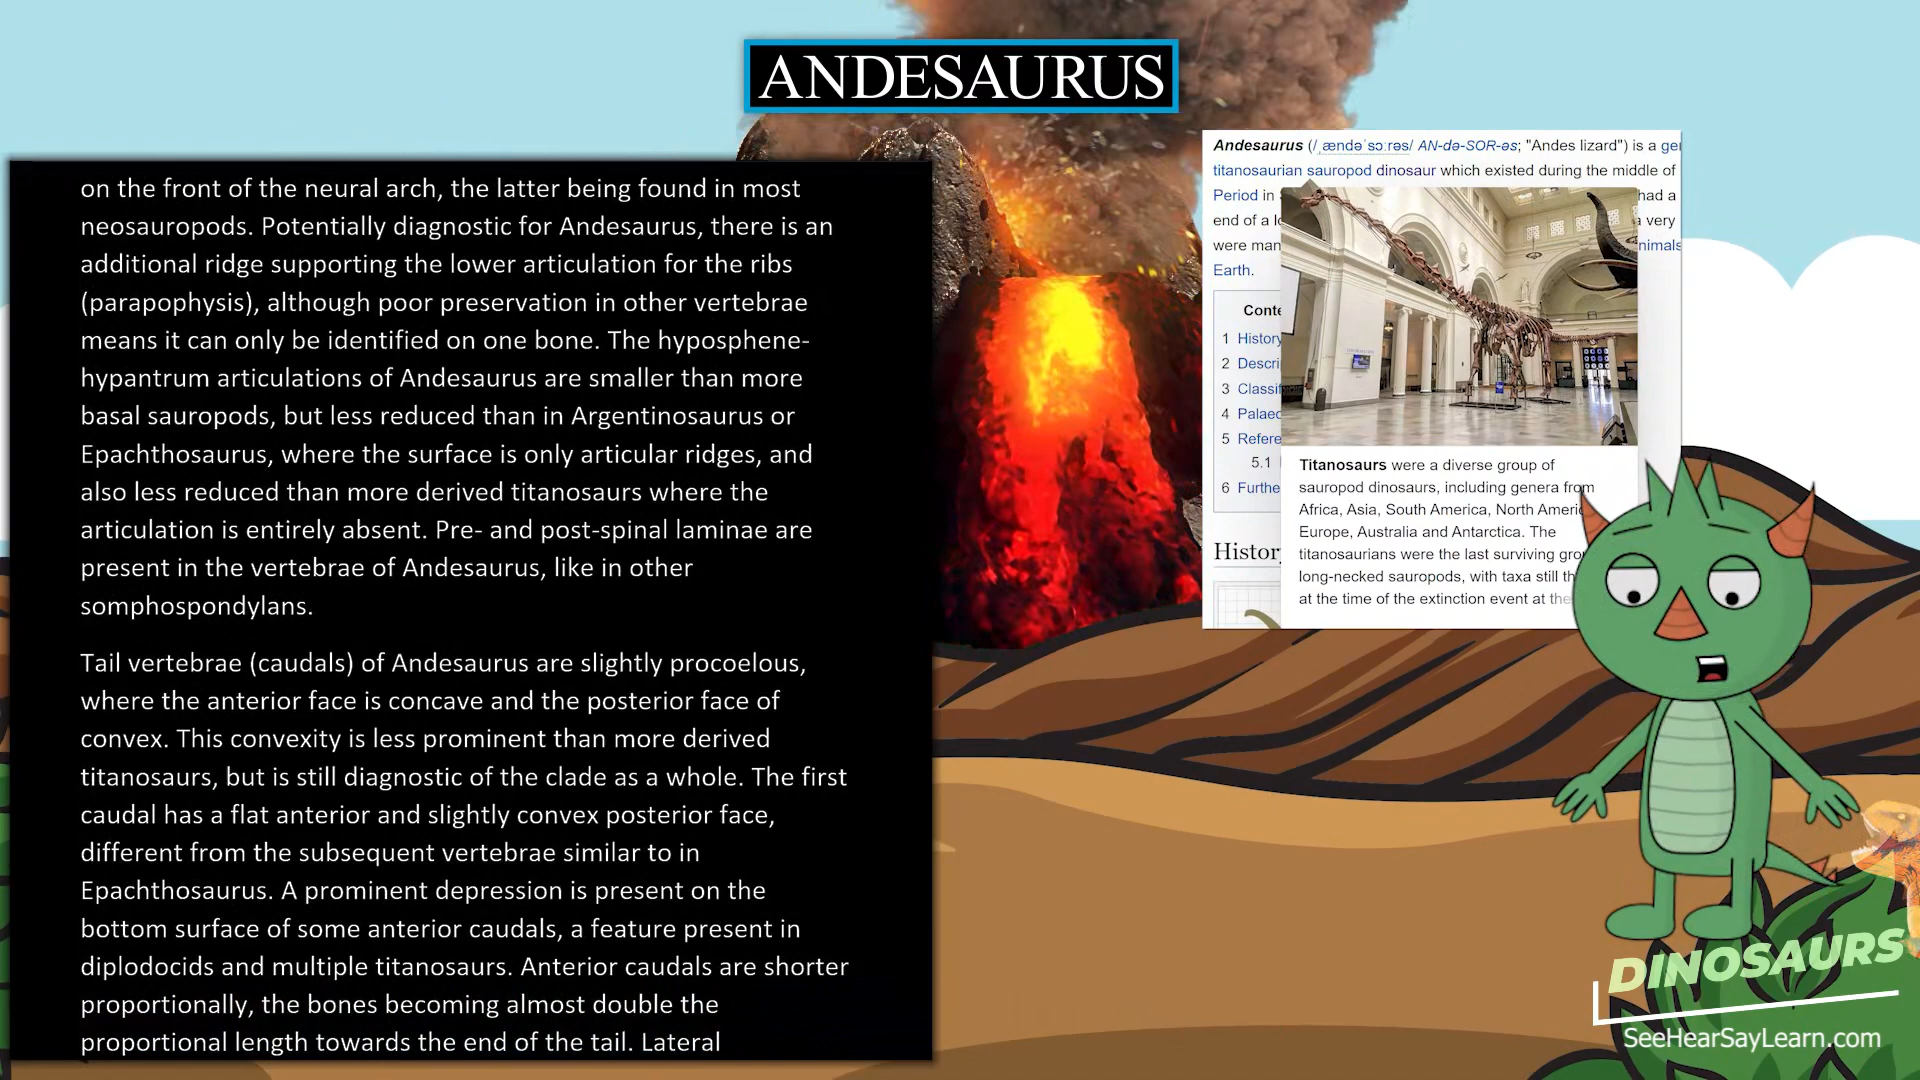 ANDESAURUS
on the front of the neural arch, the latter being found in most
neosauropods. Potentially diagnostic for Andesaurus, there is an
additional ridge supporting the lower articulation for the ribs
(parapophysis), although poor preservation in other vertebrae
means it can only be identified on one bone. The hyposphene-
hypantrum articulations of Andesaurus are smaller than more
basal sauropods, but less reduced than in Argentinosaurus or
Epachthosaurus, where the surface is only articular ridges, and
also less reduced than more derived titanosaurs where the
articulation is entirely absent. Pre- and post-spinal laminae are
present in the vertebrae of Andesaurus, like in other
somphospondylans.
Tail vertebrae (caudals) of Andesaurus are slightly procoelous,
where the anterior face is concave and the posterior face of
convex. This convexity is less prominent than more derived
titanosaurs, but is still diagnostic of the clade as a whole. The first
caudal has a flat anterior and slightly convex posterior face,
different from the subsequent vertebrae similar to in
Epachthosaurus. A prominent depression is present on the
bottom surface of some anterior caudals, a feature present in
diplodocids and multiple titanosaurs. Anterior caudals are shorter
proportionally, the bones becoming almost double the
proportional length towards the end of the tail. Lateral
Andesaurus (/ˌændəˈsɔːrəs/ AN-də-SOR-əs; "Andes lizard") is a
titanosaurian sauropod dinosaur which existed during the middle of
Period in had a
end of a very
were
Earth.
1 History
2
3
4
5
5.1
6
History
Titanosaurs were a diverse group of
sauropod dinosaurs, including genera from
Africa, Asia, South America, North
Europe, Australia and Antarctica. The
titanosaurians were the last surviving
long-necked sauropods, with taxa still
at the time of the extinction event at the
DINOSAURS
SeeHearSayLearn.com